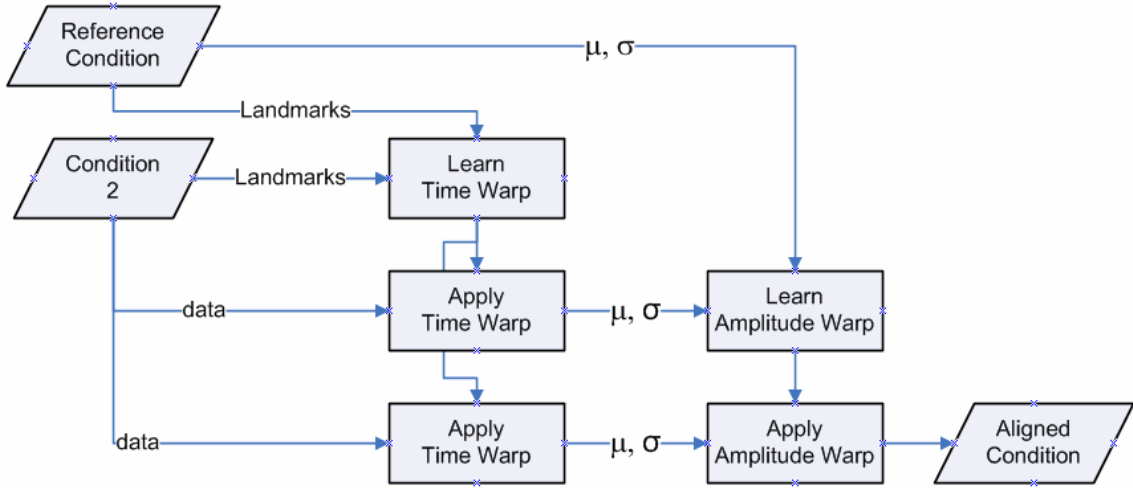 Reference
Condition
μ, σ
Landmarks
Condition
2
Landmarks
Learn
Time Warp
data
Apply
Time Warp
μ, σ
Learn
Amplitude Warp
data
Apply
Time Warp
μ, σ
Apply
Amplitude Warp
Aligned
Condition